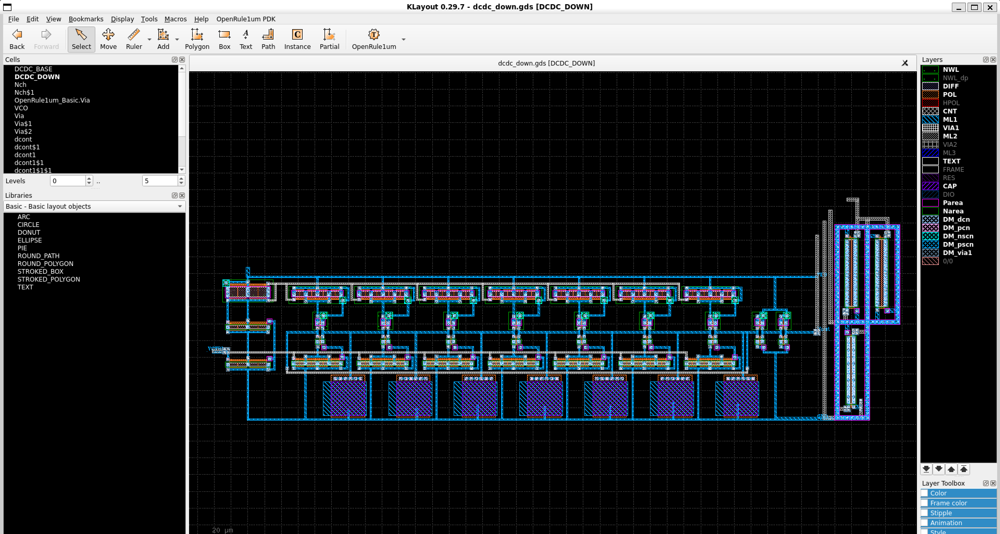 KLayout 0.29.7 - dcdc_down.gds [DCDC_DOWN]
File Edit View Bookmarks Display Tools Macros Help OpenRule1um PDK
Back Forward Select Move Ruler Add Polygon Box Text Path Instance Partial OpenRule1um
Cells
DCDC_BASE
DCDC_DOWN
Nch
Nch$1
OpenRule1um_Basic.Via
VCO
Via
Via$1
Via$2
dcont
dcont$1
dcont1
dcont1$1
dcont1$1$1
Levels 0 .. 5
Libraries
Basic - Basic layout objects
ARC
CIRCLE
DONUT
ELLIPSE
PIE
ROUND_PATH
ROUND_POLYGON
STROKED_BOX
STROKED_POLYGON
TEXT
dcdc_down.gds [DCDC_DOWN]
20 μm
Layers
NWL
NWL_dp
DIFF
POL
HPOL
CNT
ML1
VIA1
ML2
VIA2
ML3
TEXT
FRAME
RES
CAP
DIO
Parea
Narea
DM_dcn
DM_pcn
DM_nscn
DM_pscn
DM_via1
0/0
Layer Toolbox
Color
Frame color
Stipple
Animation
Style